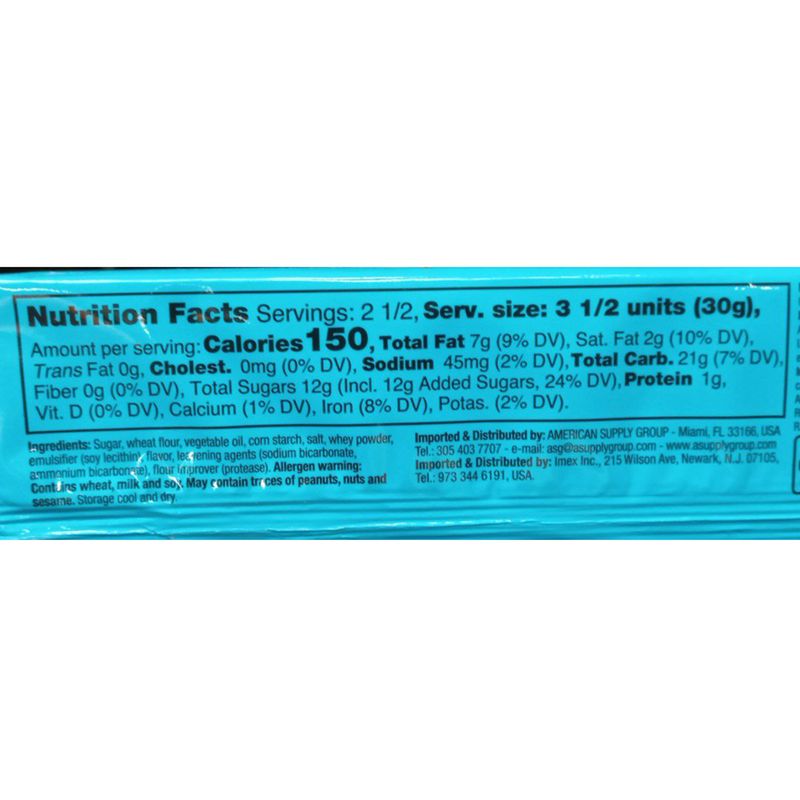 Nutrition Facts Servings: 2 1/2, Serv. size: 3 1/2 units (30g),
Amount per serving: Calories 150, Total Fat 7g (9% DV), Sat. Fat 2g (10% DV),
Trans Fat 0g, Cholest. 0mg (0% DV), Sodium 45mg (2% DV), Total Carb. 21g (7% DV),
Fiber 0g (0% DV), Total Sugars 12g (Incl. 12g Added Sugars, 24% DV), Protein 1g,
Vit. D (0% DV), Calcium (1% DV), Iron (8% DV), Potas. (2% DV).
Ingredients: Sugar, wheat flour, vegetable oil, corn starch, salt, whey powder,
emulsifier (soy lecithin), flavor, leavening agents (sodium bicarbonate,
ammonium bicarbonate), flour improver (protease). Allergen warning:
Contains wheat, milk and soy. May contain traces of peanuts, nuts and
sesame. Storage cool and dry.
Imported & Distributed by: AMERICAN SUPPLY GROUP - Miami, FL 33166, USA
Tel.: 305 403 7707 - e-mail: asg@asupplygroup.com - www.asupplygroup.com
Imported & Distributed by: Imex Inc., 215 Wilson Ave, Newark, N.J. 07105,
Tel.: 973 344 6191, USA.